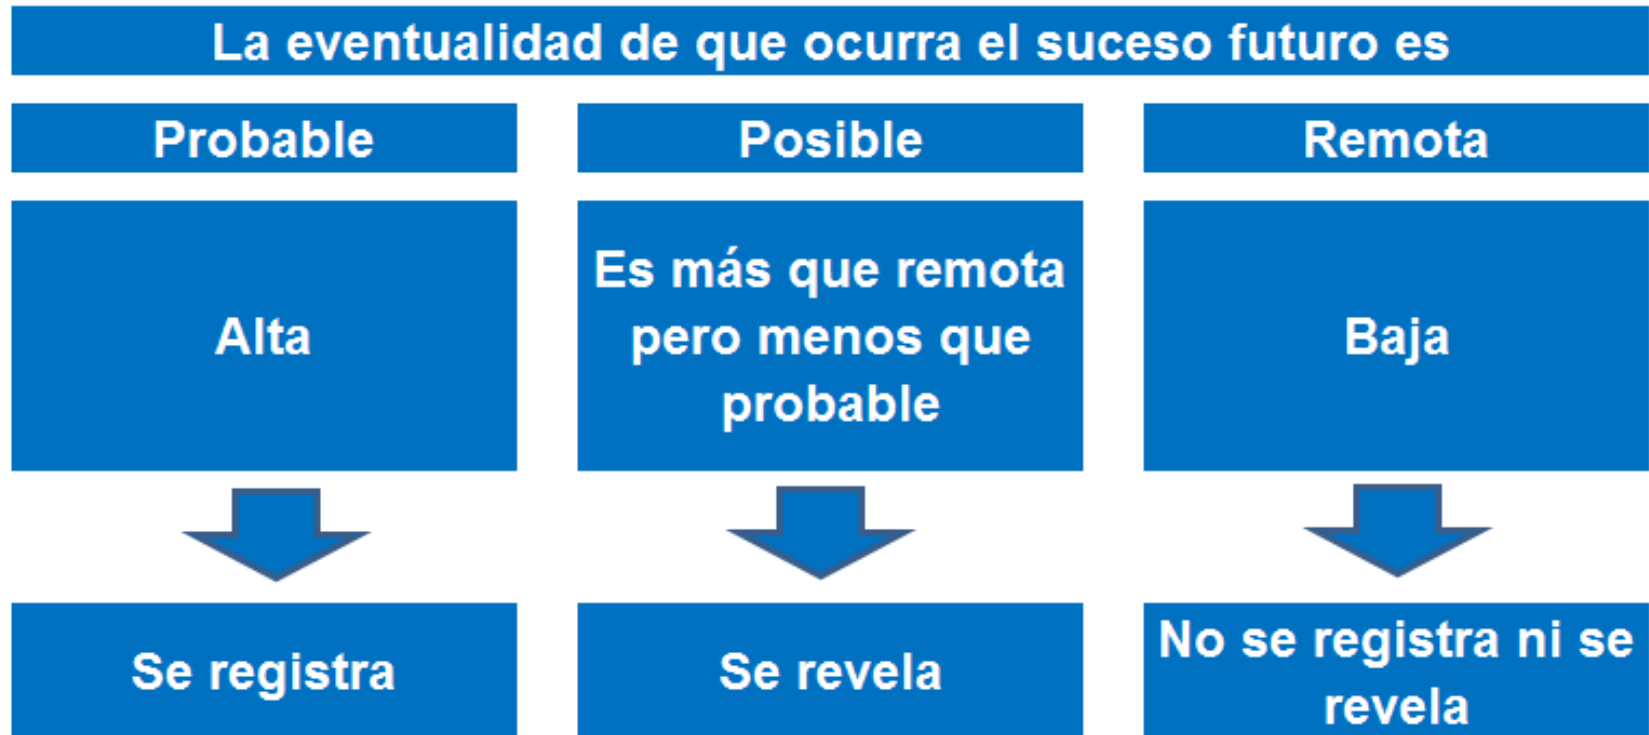 La eventualidad de que ocurra el suceso futuro es
Probable
Posible
Remota
Alta
Es más que remota
pero menos que
probable
Baja
Se registra
Se revela
No se registra ni se
revela